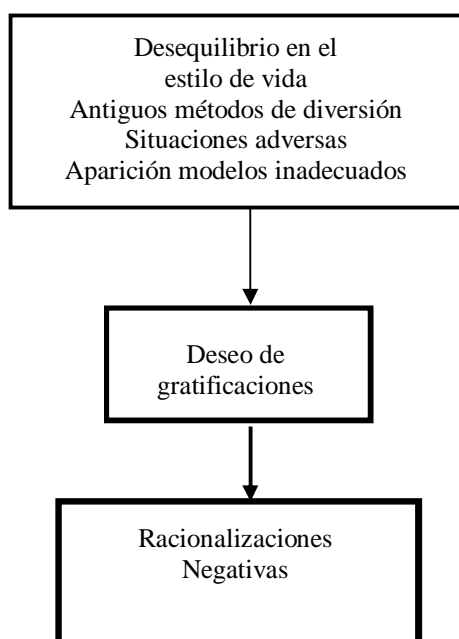 Desequilibrio en el
estilo de vida
Antiguos métodos de diversión
Situaciones adversas
Aparición modelos inadecuados
Deseo de
gratificaciones
Racionalizaciones
Negativas